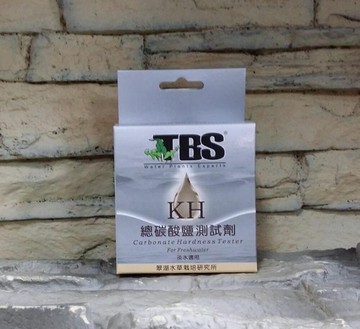 TBS®
Water Plants Experts
KH
總碳酸鹽測試劑
Carbonate Hardness Tester
For Freshwater
淡水適用
翠湖水草栽培研究所